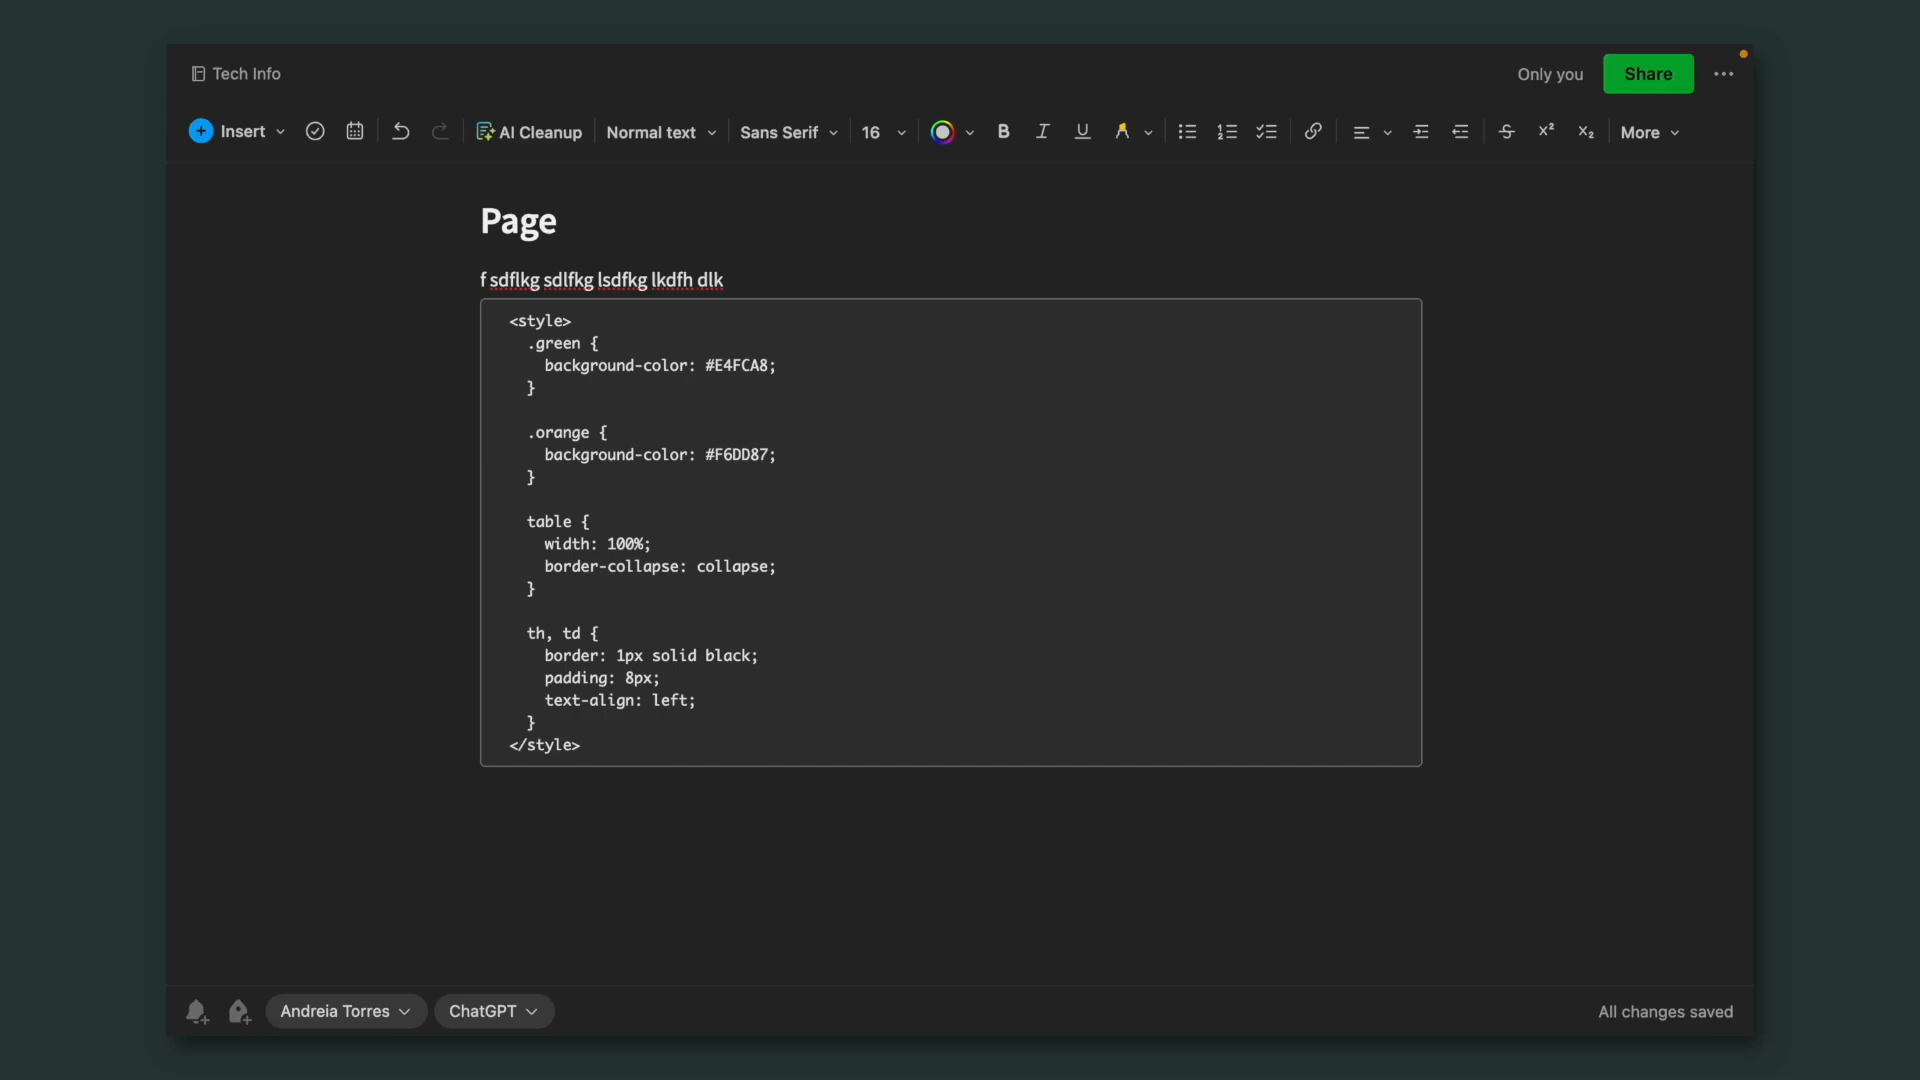 Tech Info
Only you
Share
Insert
AI Cleanup
Normal text
Sans Serif
16
B
I
U
x²
x₂
More
Page
f sdflkg sdlfkg lsdfkg lkdfh dlk
<style>
  .green {
    background-color: #E4FCA8;
  }

  .orange {
    background-color: #F6DD87;
  }

  table {
    width: 100%;
    border-collapse: collapse;
  }

  th, td {
    border: 1px solid black;
    padding: 8px;
    text-align: left;
  }
</style>
Andreia Torres
ChatGPT
All changes saved